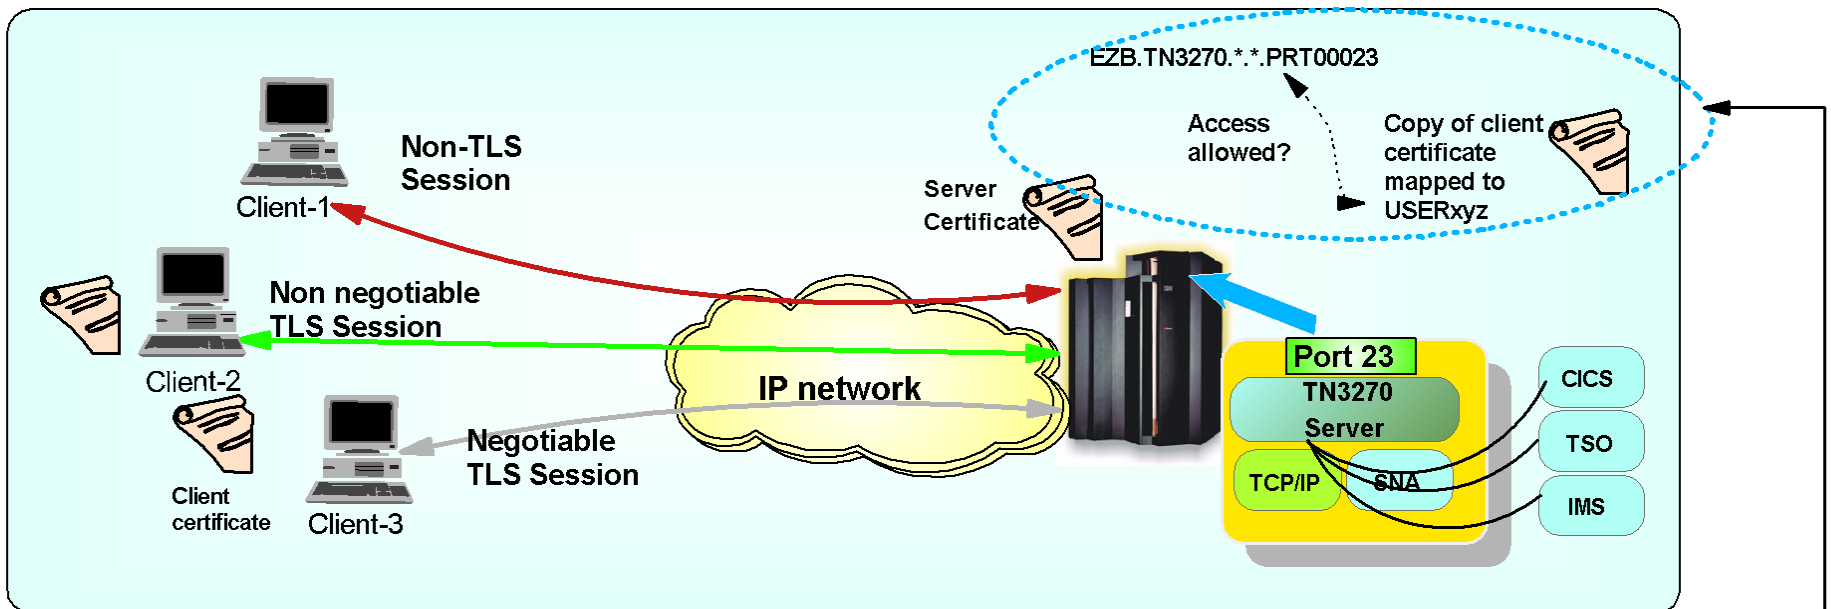 EZB.TN3270.*.*.PRT00023
Access
allowed?
Copy of client
certificate
mapped to
USERxyz
Non-TLS
Session
Client-1
Server
Certificate
Non negotiable
TLS Session
Client-2
IP network
Negotiable
TLS Session
Client
certificate
Client-3
Port 23
TN3270
Server
TCP/IP
SNA
CICS
TSO
IMS